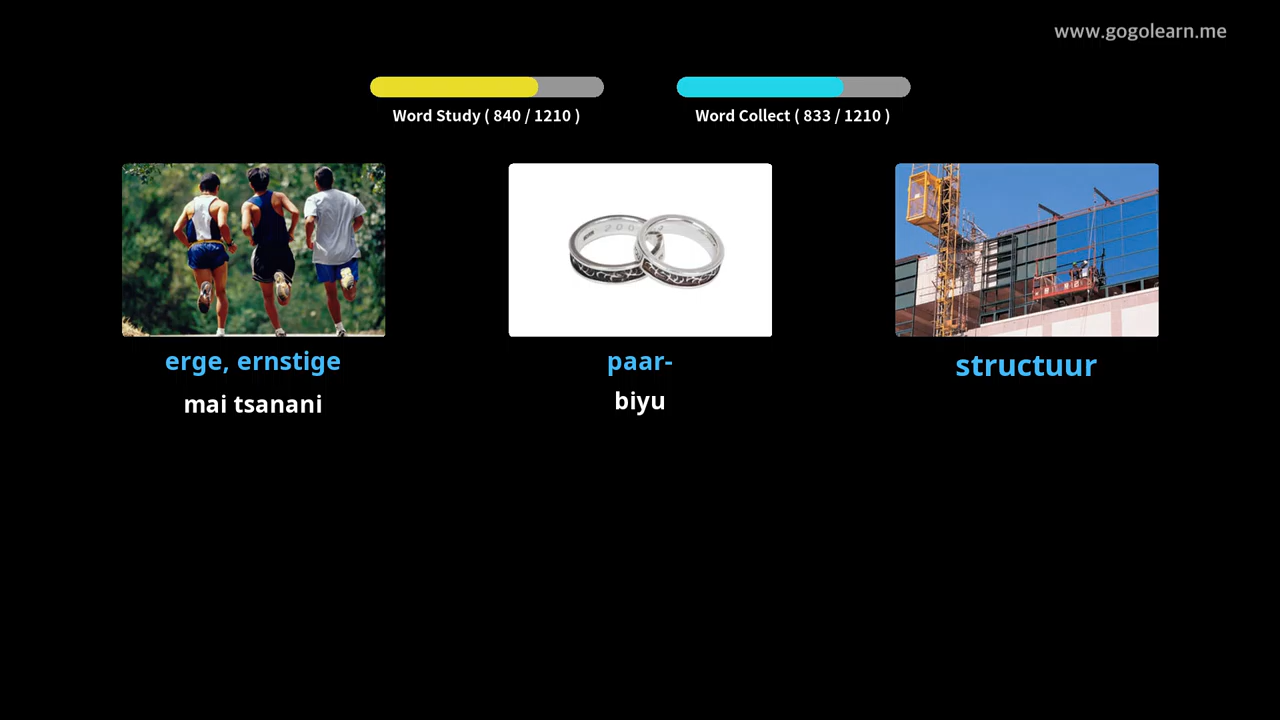 www.gogolearn.me
Word Study ( 840 / 1210 )
Word Collect ( 833 / 1210 )
erge, ernstige
mai tsanani
paar-
biyu
structuur